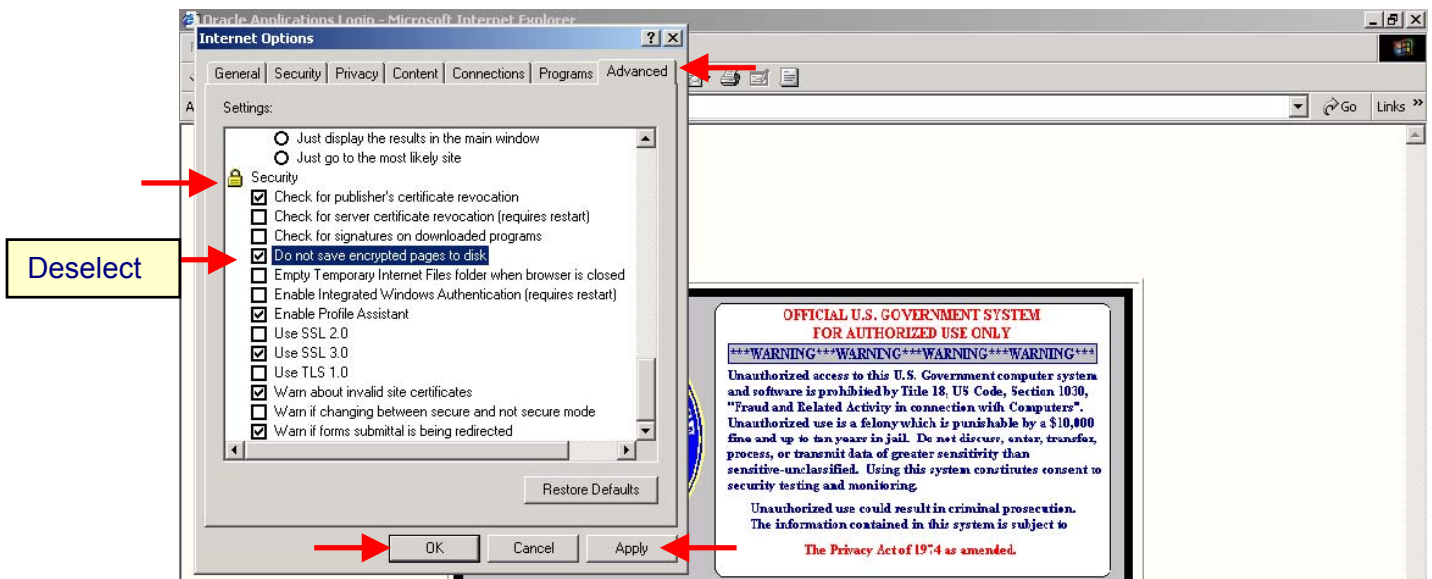 Oracle Applications Login - Microsoft Internet Explorer
Internet Options
General Security Privacy Content Connections Programs Advanced
Go Links »
Settings:
Just display the results in the main window
Just go to the most likely site
Security
Check for publisher's certificate revocation
Check for server certificate revocation (requires restart)
Check for signatures on downloaded programs
Deselect
Do not save encrypted pages to disk
Empty Temporary Internet Files folder when browser is closed
Enable Integrated Windows Authentication (requires restart)
Enable Profile Assistant
Use SSL 2.0
Use SSL 3.0
Use TLS 1.0
Warn about invalid site certificates
Warn if changing between secure and not secure mode
Warn if forms submittal is being redirected
Restore Defaults
OK Cancel Apply
OFFICIAL U.S. GOVERNMENT SYSTEM
FOR AUTHORIZED USE ONLY
***WARNING***WARNING***WARNING***WARNING***
Unauthorized access to this U.S. Government computer system
and software is prohibited by Title 18, US Code, Section 1030,
"Fraud and Related Activity in connection with Computers".
Unauthorized use is a felony which is punishable by a $10,000
fine and up to ten years in jail. Do not discuss, enter, transfer,
process, or transmit data of greater sensitivity than
sensitive-unclassified. Using this system constitutes consent to
security testing and monitoring.
Unauthorized use could result in criminal prosecution.
The information contained in this system is subject to
The Privacy Act of 1974 as amended.